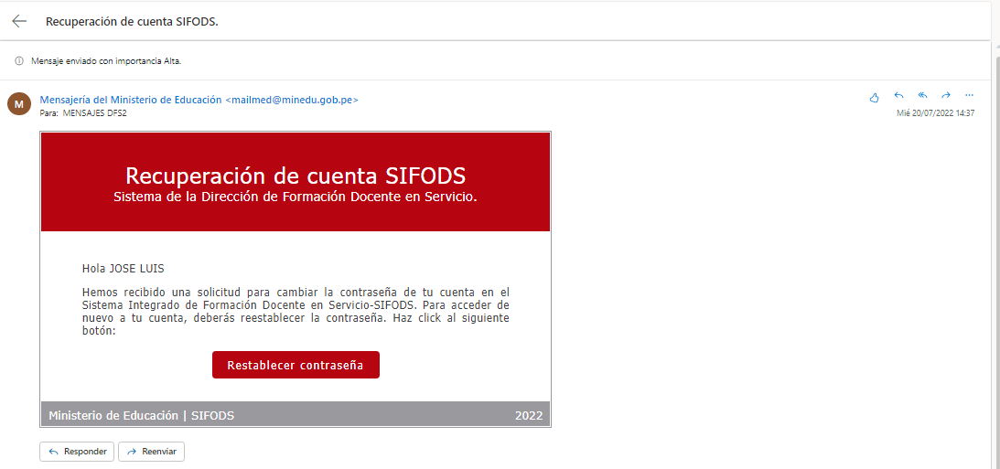 Recuperación de cuenta SIFODS.
Mensaje enviado con importancia Alta.
M
Mensajería del Ministerio de Educación <mailmed@minedu.gob.pe>
Para: MENSAJES DFS2
Mié 20/07/2022 14:37
Recuperación de cuenta SIFODS
Sistema de la Dirección de Formación Docente en Servicio.
Hola JOSE LUIS
Hemos recibido una solicitud para cambiar la contraseña de tu cuenta en el
Sistema Integrado de Formación Docente en Servicio-SIFODS. Para acceder de
nuevo a tu cuenta, deberás reestablecer la contraseña. Haz click al siguiente
botón:
Restablecer contraseña
Ministerio de Educación | SIFODS 2022
Responder Reenviar